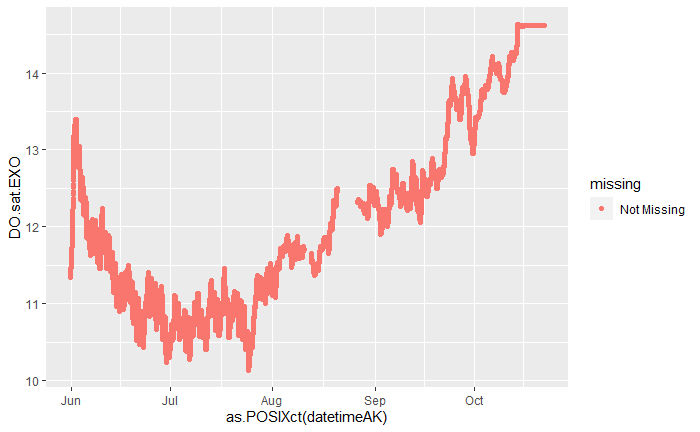 DO.sat.EXO
14
13
12
11
10
Jun
Jul
Aug
Sep
Oct
as.POSIXct(datetimeAK)
missing
Not Missing